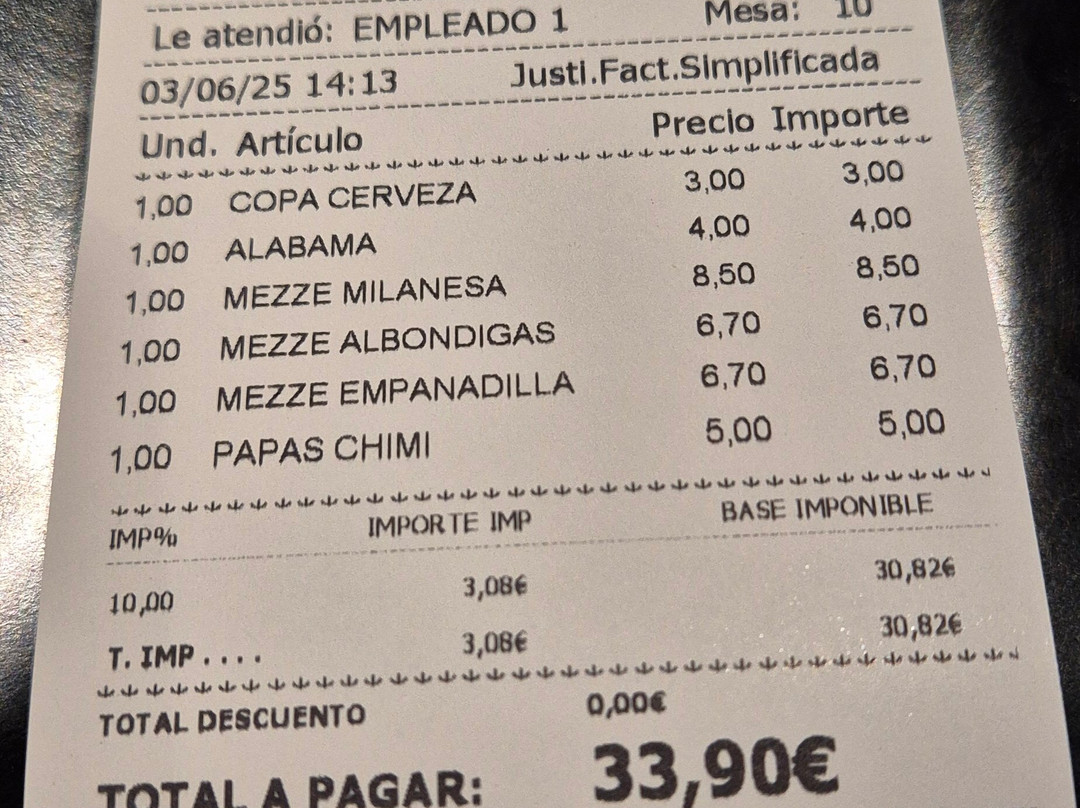 Le atendió: EMPLEADO 1 Mesa: 10
03/06/25 14:13 Justi.Fact.Simplificada
Und. Artículo Precio Importe
1,00 COPA CERVEZA 3,00 3,00
1,00 ALABAMA 4,00 4,00
1,00 MEZZE MILANESA 8,50 8,50
1,00 MEZZE ALBONDIGAS 6,70 6,70
1,00 MEZZE EMPANADILLA 6,70 6,70
1,00 PAPAS CHIMI 5,00 5,00
IMP% IMPORTE IMP BASE IMPONIBLE
10,00 3,08€ 30,82€
T. IMP .... 3,08€ 30,82€
TOTAL DESCUENTO 0,00€
TOTAL A PAGAR: 33,90€